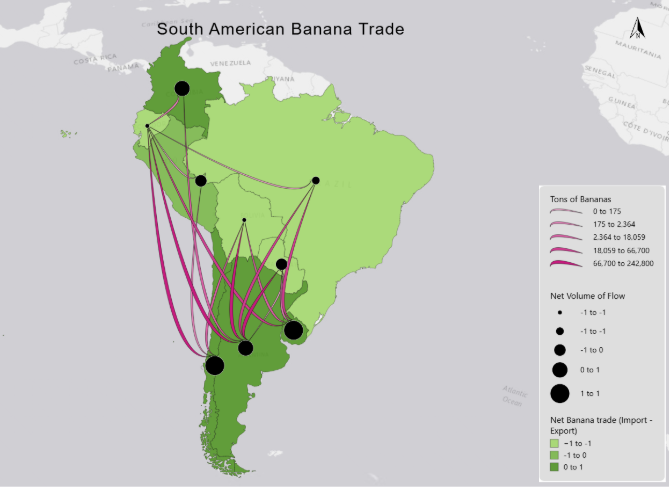 South American Banana Trade
N
COSTA RICA
PANAMA
VENEZUELA
GUYANA
MAURITANIA
SENEGAL
GUINEA
CÔTE D'IVOIRE
Atlantic
Ocean
Tons of Bananas
0 to 175
175 to 2.364
2.364 to 18.059
18,059 to 66,700
66,700 to 242,800
Net Volume of Flow
-1 to -1
-1 to -1
-1 to 0
0 to 1
1 to 1
Net Banana trade (Import -
Export)
−1 to -1
-1 to 0
0 to 1